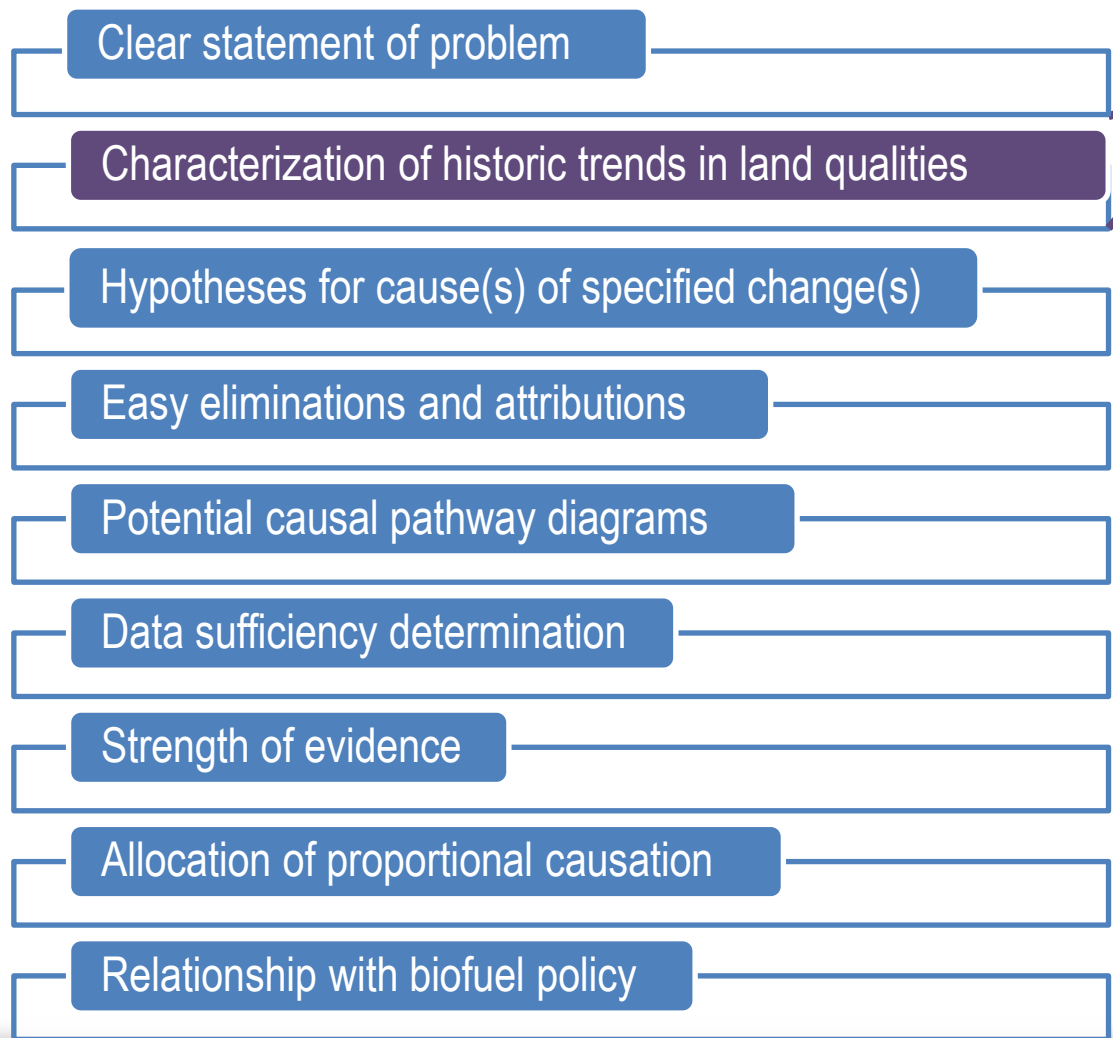 Clear statement of problem
Characterization of historic trends in land qualities
Hypotheses for cause(s) of specified change(s)
Easy eliminations and attributions
Potential causal pathway diagrams
Data sufficiency determination
Strength of evidence
Allocation of proportional causation
Relationship with biofuel policy